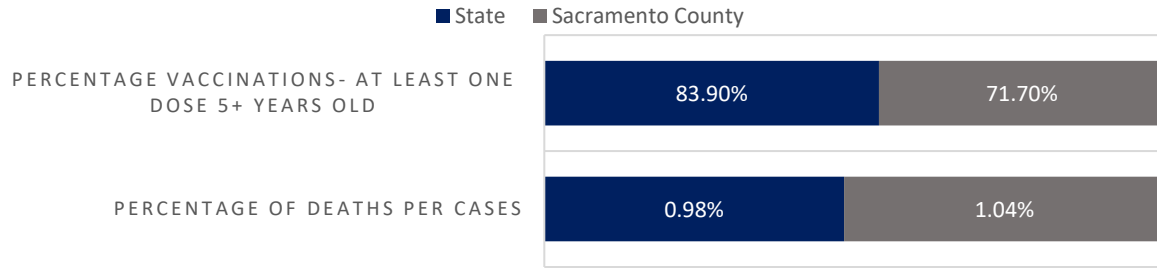 State Sacramento County
PERCENTAGE VACCINATIONS- AT LEAST ONE
DOSE 5+ YEARS OLD
83.90% 71.70%
PERCENTAGE OF DEATHS PER CASES
0.98% 1.04%